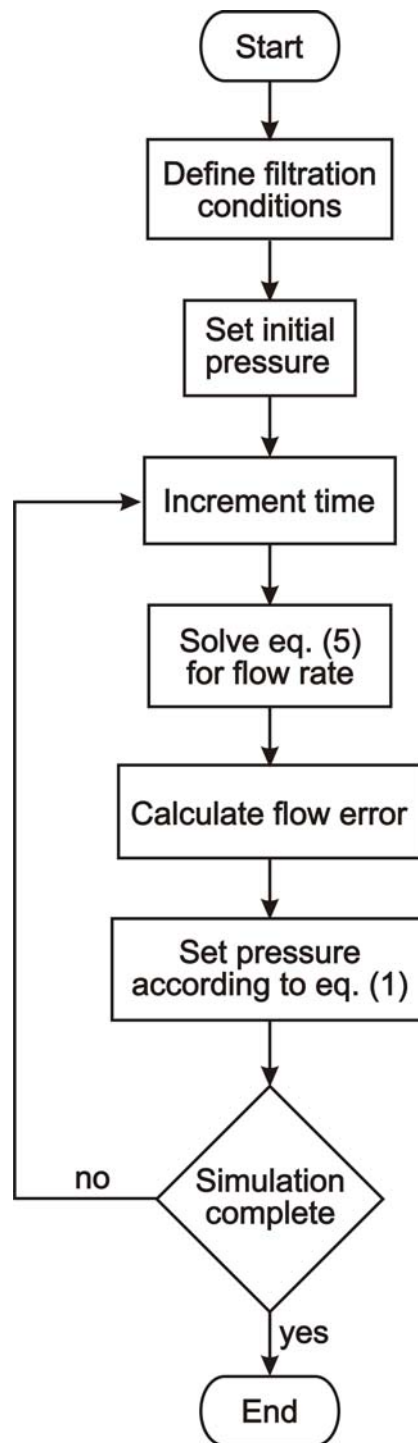 Start
Define filtration
conditions
Set initial
pressure
Increment time
Solve eq. (5)
for flow rate
Calculate flow error
Set pressure
according to eq. (1)
Simulation
complete
no
yes
End